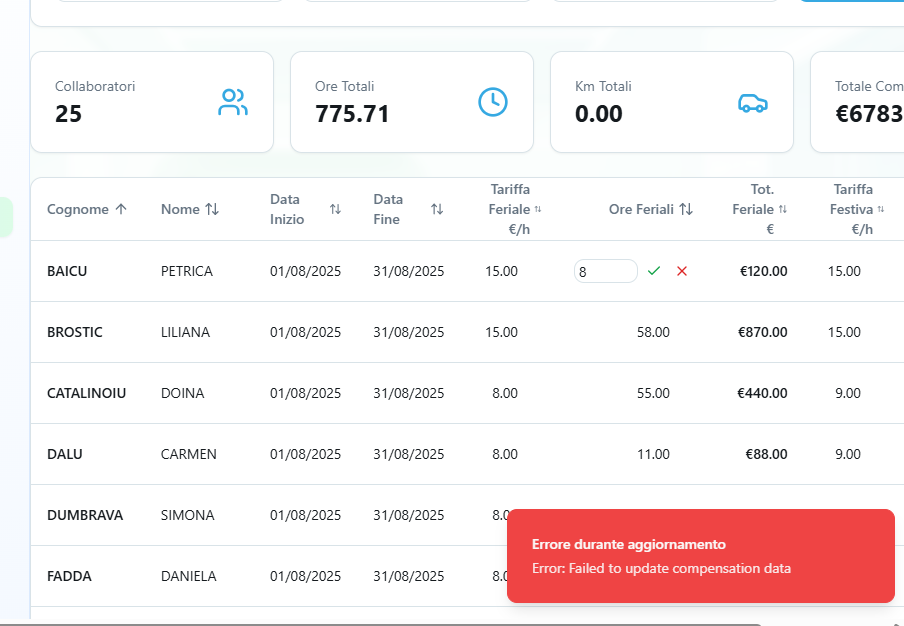 Collaboratori
25
Ore Totali
775.71
Km Totali
0.00
Totale Com
€6783
Cognome Nome Data Inizio Data Fine Tariffa Feriale €/h Ore Feriali Tot. Feriale € Tariffa Festiva €/h
BAICU PETRICA 01/08/2025 31/08/2025 15.00 8 €120.00 15.00
BROSTIC LILIANA 01/08/2025 31/08/2025 15.00 58.00 €870.00 15.00
CATALINOIU DOINA 01/08/2025 31/08/2025 8.00 55.00 €440.00 9.00
DALU CARMEN 01/08/2025 31/08/2025 8.00 11.00 €88.00 9.00
DUMBRAVA SIMONA 01/08/2025 31/08/2025 8.0
FADDA DANIELA 01/08/2025 31/08/2025 8.0
Errore durante aggiornamento
Error: Failed to update compensation data